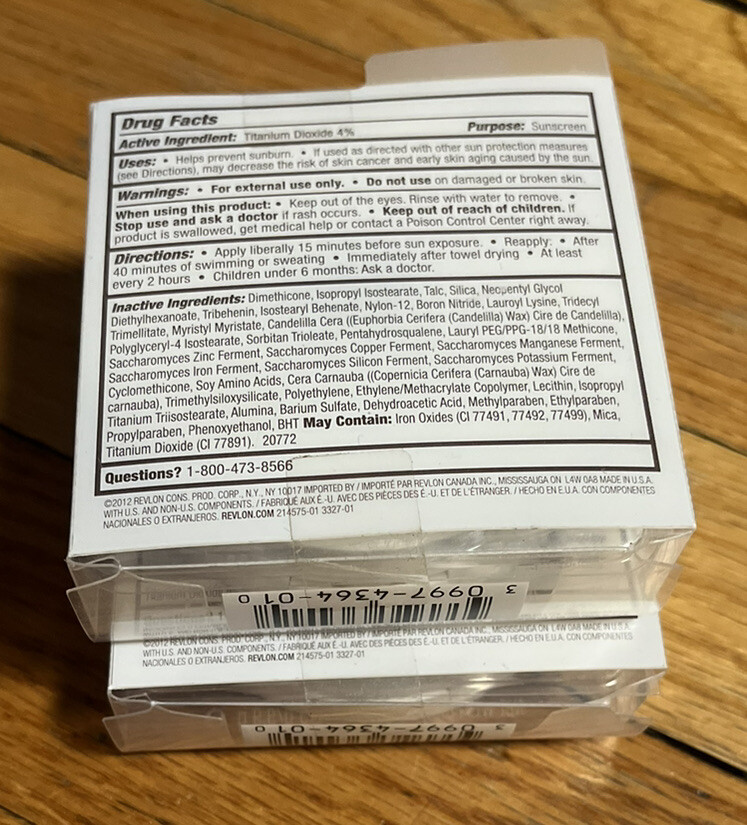 Drug Facts
Active Ingredient: Titanium Dioxide 4% Purpose: Sunscreen
Uses: • Helps prevent sunburn. • If used as directed with other sun protection measures
(see Directions), may decrease the risk of skin cancer and early skin aging caused by the sun.
Warnings: • For external use only. • Do not use on damaged or broken skin.
When using this product: • Keep out of the eyes. Rinse with water to remove. •
Stop use and ask a doctor if rash occurs. • Keep out of reach of children. If
product is swallowed, get medical help or contact a Poison Control Center right away.
Directions: • Apply liberally 15 minutes before sun exposure. • Reapply: • After
40 minutes of swimming or sweating • Immediately after towel drying • At least
every 2 hours • Children under 6 months: Ask a doctor.
Inactive Ingredients: Dimethicone, Isopropyl Isostearate, Talc, Silica, Neopentyl Glycol
Diethylhexanoate, Tribehenin, Isostearyl Behenate, Nylon-12, Boron Nitride, Lauroyl Lysine, Tridecyl
Trimellitate, Myristyl Myristate, Candelilla Cera ((Euphorbia Cerifera (Candelilla) Wax) Cire de Candelilla),
Polyglyceryl-4 Isostearate, Sorbitan Trioleate, Pentahydrosqualene, Lauryl PEG/PPG-18/18 Methicone,
Saccharomyces Zinc Ferment, Saccharomyces Copper Ferment, Saccharomyces Manganese Ferment,
Saccharomyces Iron Ferment, Saccharomyces Silicon Ferment, Saccharomyces Potassium Ferment,
Cyclomethicone, Soy Amino Acids, Cera Carnauba ((Copernicia Cerifera (Carnauba) Wax) Cire de
carnauba), Trimethylsiloxysilicate, Polyethylene, Ethylene/Methacrylate Copolymer, Lecithin, Isopropyl
Titanium Triisostearate, Alumina, Barium Sulfate, Dehydroacetic Acid, Methylparaben, Ethylparaben,
Propylparaben, Phenoxyethanol, BHT May Contain: Iron Oxides (CI 77491, 77492, 77499), Mica,
Titanium Dioxide (CI 77891). 20772
Questions? 1-800-473-8566
©2012 REVLON CONS. PROD. CORP., N.Y., NY 10017 IMPORTED BY / IMPORTÉ PAR REVLON CANADA INC., MISSISSAUGA ON L4W 0A8 MADE IN U.S.A.
WITH U.S. AND NON-U.S. COMPONENTS. / FABRIQUÉ AUX É.-U. AVEC DES PIÈCES DES É.-U. ET DE L'ÉTRANGER. / HECHO EN E.U.A. CON COMPONENTES
NACIONALES O EXTRANJEROS. REVLON.COM 214575-01 3327-01
3 0997-4364-01 0
©2012 REVLON CONS. PROD. CORP., N.Y., NY 10017 IMPORTED BY / IMPORTÉ PAR REVLON CANADA INC., MISSISSAUGA ON L4W 0A8 MADE IN U.S.A.
WITH U.S. AND NON-U.S. COMPONENTS. / FABRIQUÉ AUX É.-U. AVEC DES PIÈCES DES É.-U. ET DE L'ÉTRANGER. / HECHO EN E.U.A. CON COMPONENTES
NACIONALES O EXTRANJEROS. REVLON.COM 214575-01 3327-01
3 0997-4364-01 0